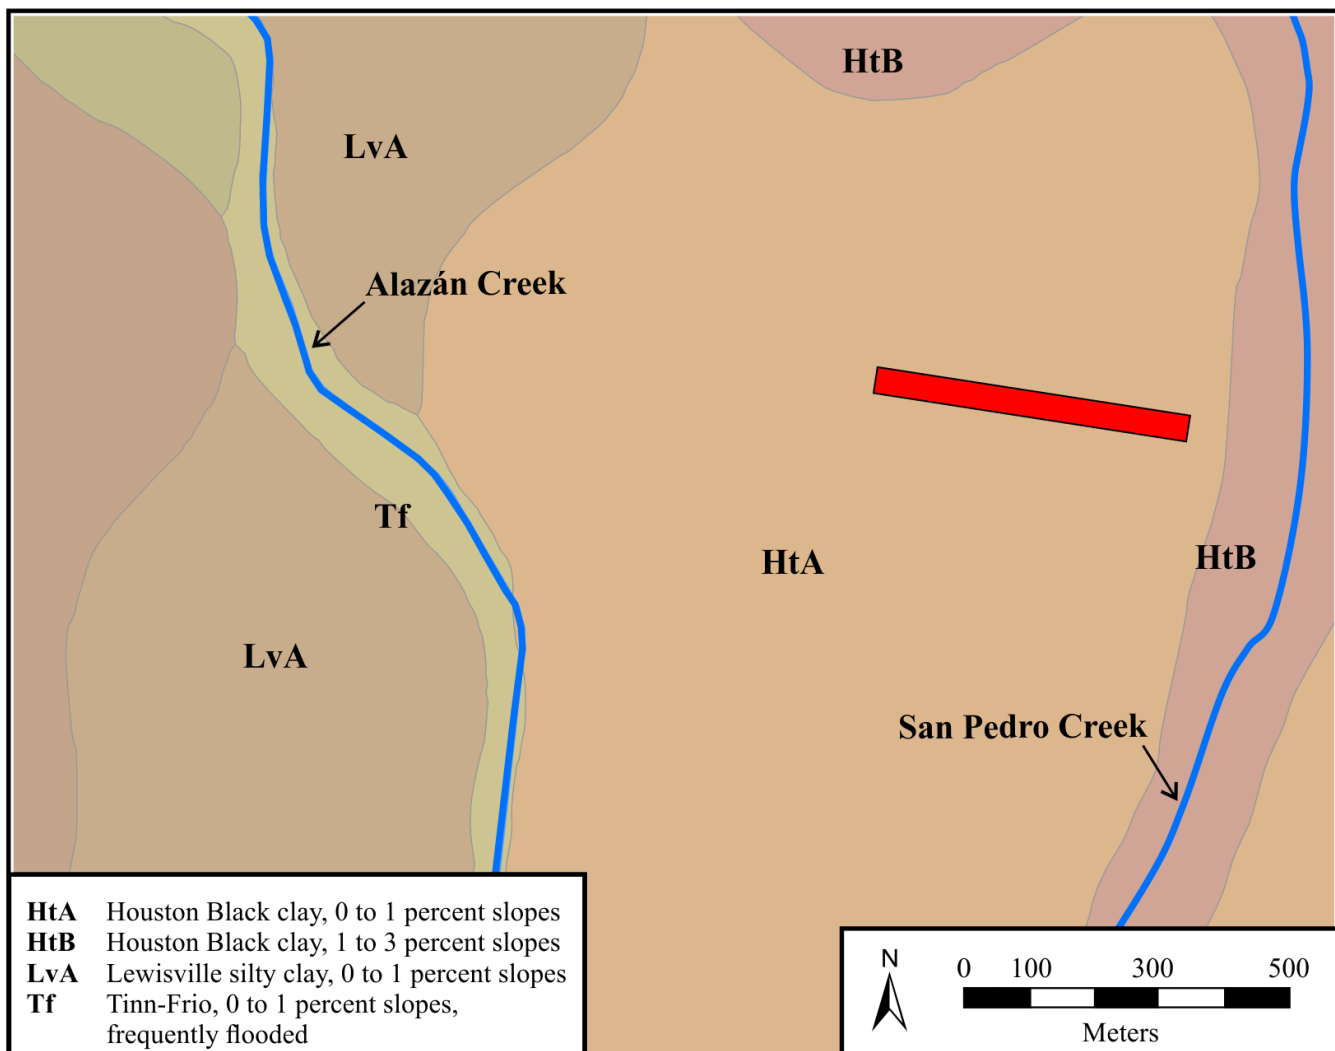 HtB
LvA
Alazán Creek
Tf
HtA
HtB
LvA
San Pedro Creek
HtA Houston Black clay, 0 to 1 percent slopes
HtB Houston Black clay, 1 to 3 percent slopes
LvA Lewisville silty clay, 0 to 1 percent slopes
Tf Tinn-Frio, 0 to 1 percent slopes,
frequently flooded
N
0 100 300 500
Meters